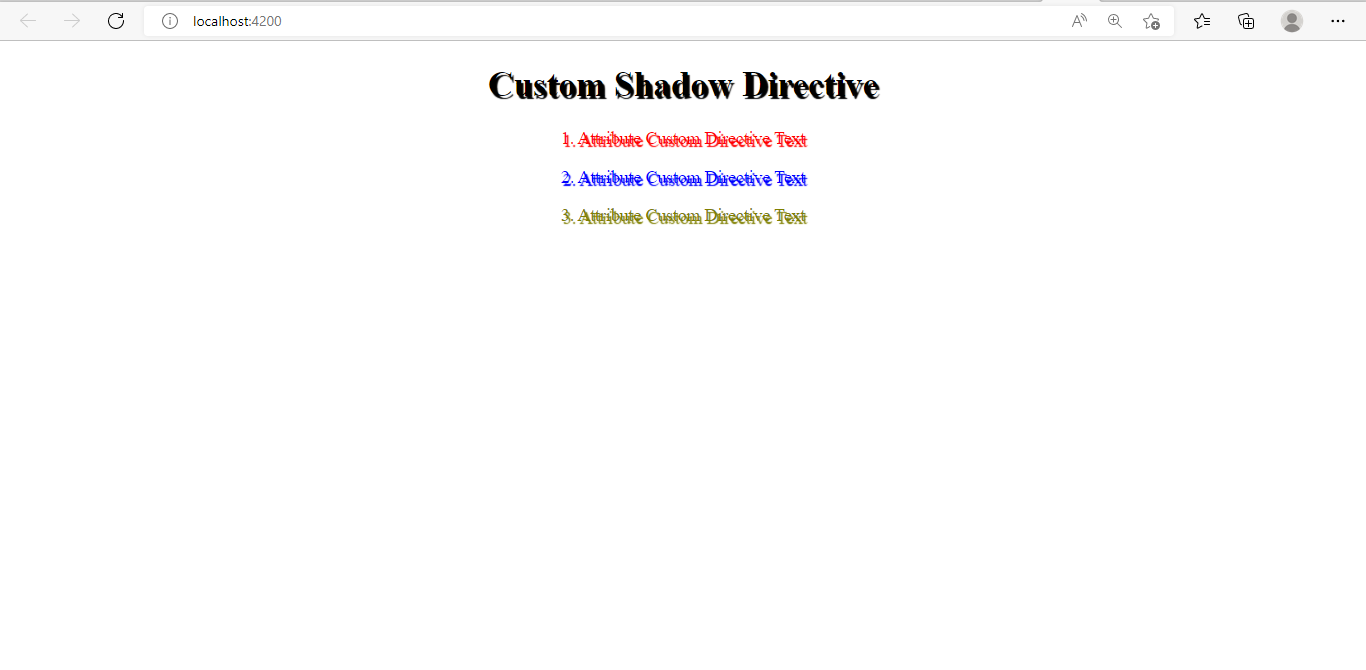 localhost:4200
Custom Shadow Directive
1. Attribute Custom Directive Text
2. Attribute Custom Directive Text
3. Attribute Custom Directive Text